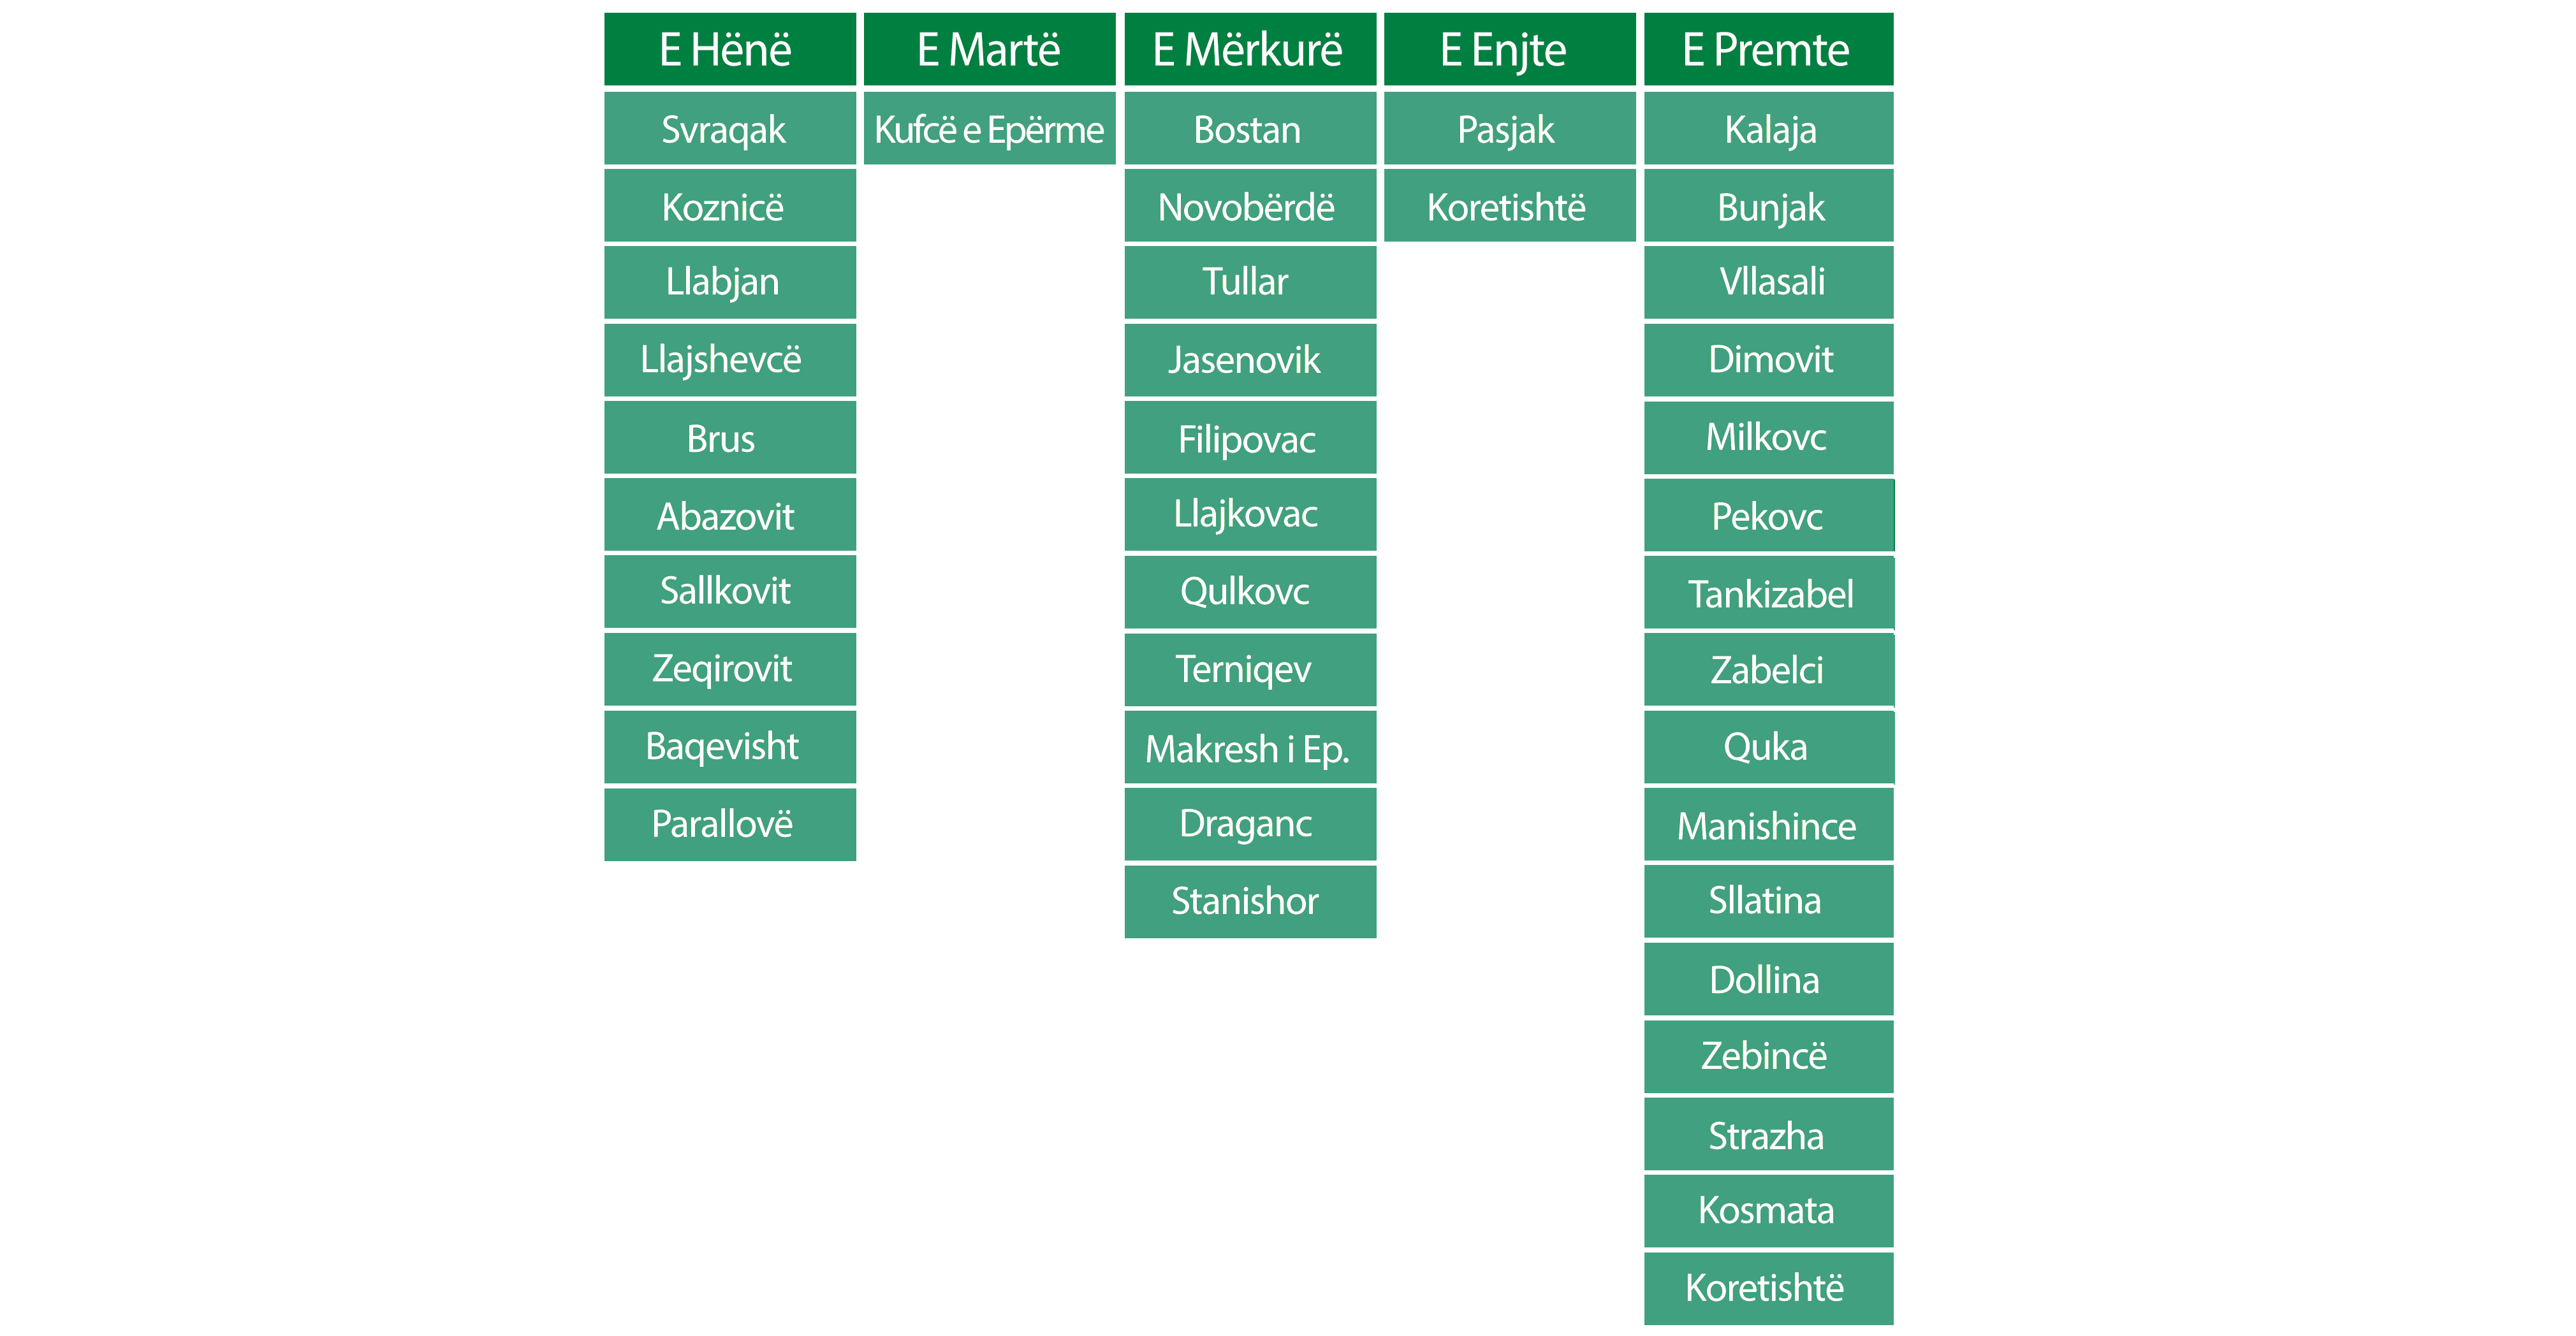 E Hënë
E Martë
E Mërkurë
E Enjte
E Premte
Svraqak
Kufcë e Epërme
Bostan
Pasjak
Kalaja
Koznicë
Novobërdë
Koretishtë
Bunjak
Llabjan
Tullar
Vllasali
Llajshevcë
Jasenovik
Dimovit
Brus
Filipovac
Milkovc
Abazovit
Llajkovac
Pekovc
Sallkovit
Qulkovc
Tankizabel
Zeqirovit
Terniqev
Zabelci
Baqevisht
Makresh i Ep.
Quka
Parallovë
Draganc
Manishince
Stanishor
Sllatina
Dollina
Zebincë
Strazha
Kosmata
Koretishtë